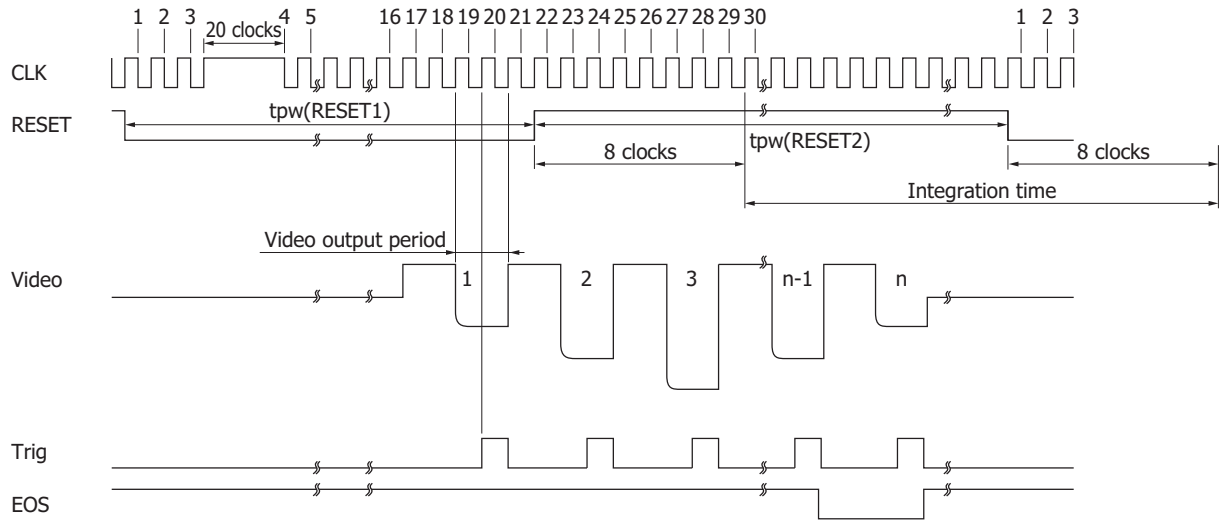 1 2 3 20 clocks 4 5 16 17 18 19 20 21 22 23 24 25 26 27 28 29 30 1 2 3
CLK
tpw(RESET1)
RESET
tpw(RESET2)
8 clocks 8 clocks
Integration time
Video output period
Video 1 2 3 n-1 n
Trig
EOS